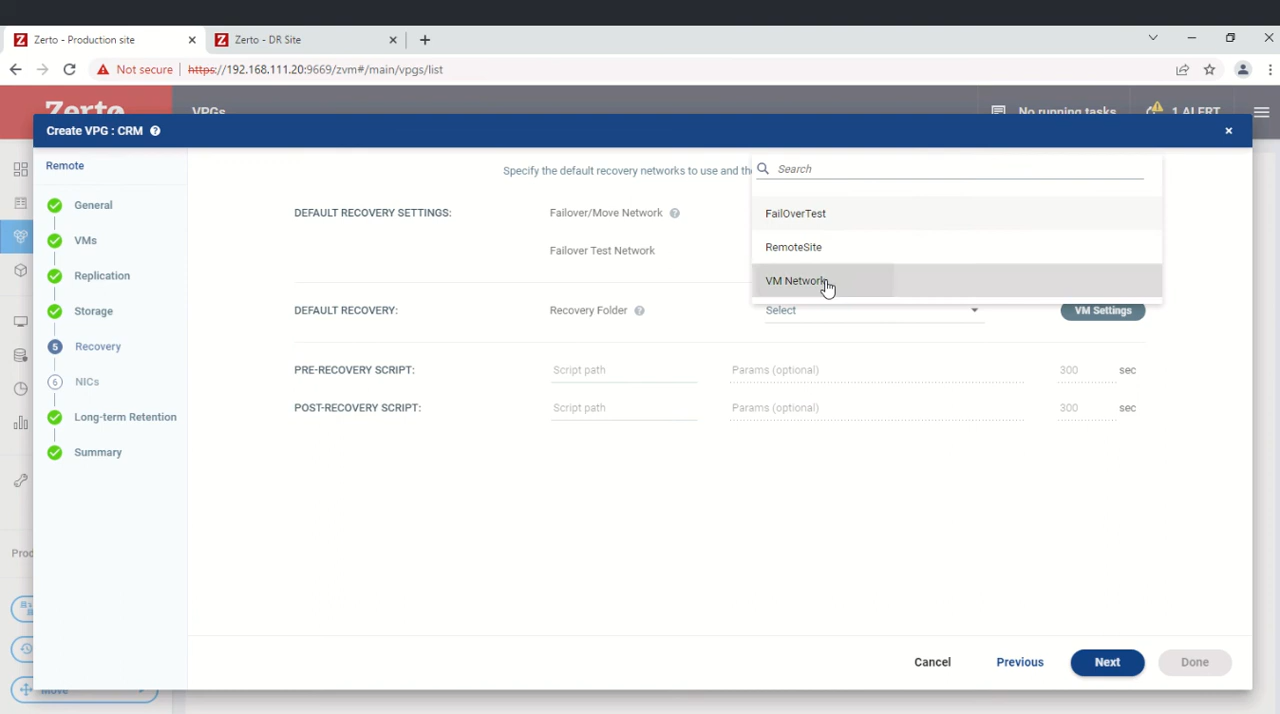 Zerto - Production site
Zerto - DR Site
Not secure https://192.168.111.20:9669/zvm#/main/vpgs/list
Zerto
VPGs
No running tasks
1 ALERT
Create VPG : CRM
Remote
General
VMs
Replication
Storage
5 Recovery
6 NICs
Long-term Retention
Summary
Specify the default recovery networks to use and
Search
FailOverTest
RemoteSite
VM Network
DEFAULT RECOVERY SETTINGS:
Failover/Move Network
Failover Test Network
DEFAULT RECOVERY:
Recovery Folder
Select
VM Settings
PRE-RECOVERY SCRIPT:
Script path
Params (optional)
300 sec
POST-RECOVERY SCRIPT:
Script path
Params (optional)
300 sec
Cancel
Previous
Next
Done
Move